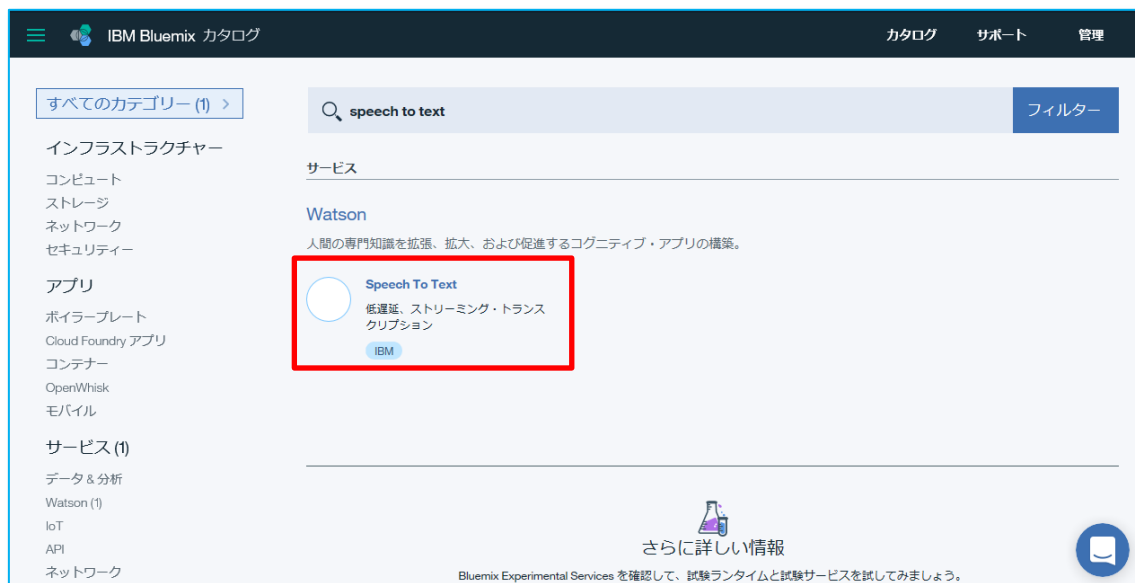 IBM Bluemix カタログ
カタログ サポート 管理
すべてのカテゴリー (1) >
インフラストラクチャー
コンピュート
ストレージ
ネットワーク
セキュリティー
アプリ
ボイラープレート
Cloud Foundry アプリ
コンテナー
OpenWhisk
モバイル
サービス (1)
データ & 分析
Watson (1)
IoT
API
ネットワーク
speech to text
フィルター
サービス
Watson
人間の専門知識を拡張、拡大、および促進するコグニティブ・アプリの構築。
Speech To Text
低遅延、ストリーミング・トランス
クリプション
IBM
さらに詳しい情報
Bluemix Experimental Services を確認して、試験ランタイムと試験サービスを試してみましょう。